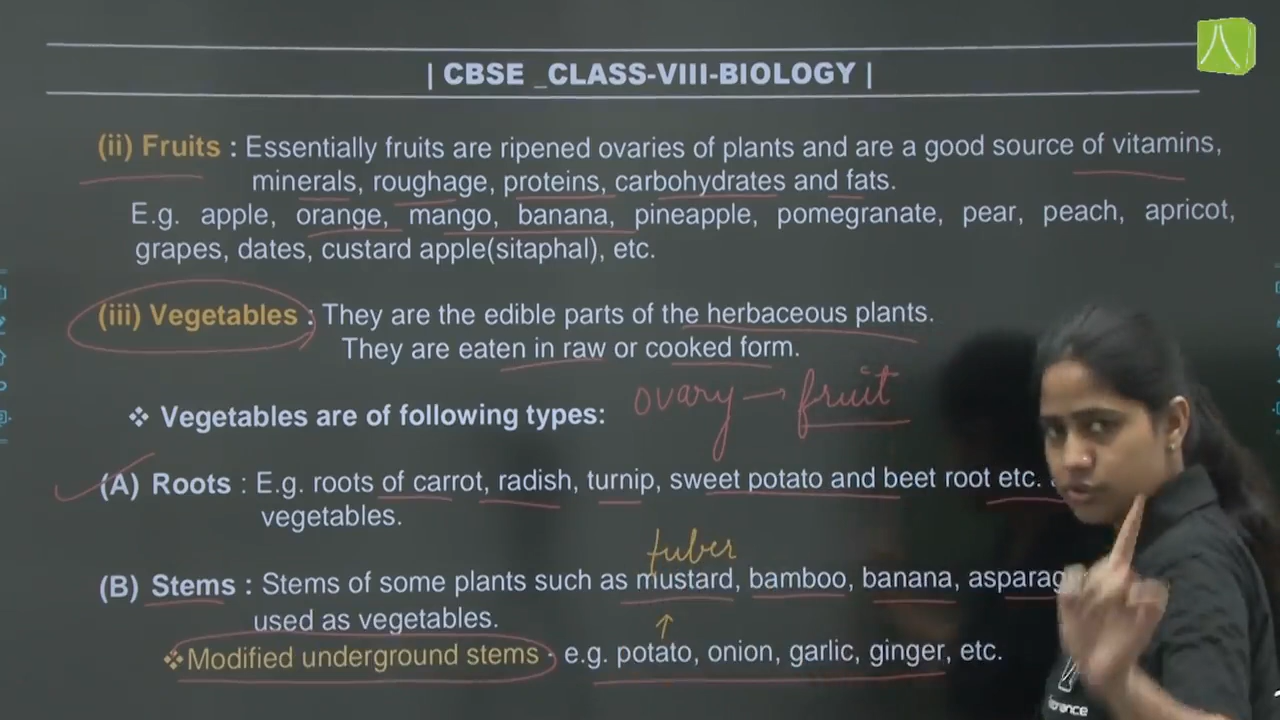 | CBSE _CLASS-VIII-BIOLOGY |
(ii) Fruits : Essentially fruits are ripened ovaries of plants and are a good source of vitamins,
minerals, roughage, proteins, carbohydrates and fats.
E.g. apple, orange, mango, banana, pineapple, pomegranate, pear, peach, apricot,
grapes, dates, custard apple(sitaphal), etc.
(iii) Vegetables : They are the edible parts of the herbaceous plants.
They are eaten in raw or cooked form.
ovary → fruit
❖ Vegetables are of following types:
(A) Roots : E.g. roots of carrot, radish, turnip, sweet potato and beet root etc.
vegetables.
tuber
(B) Stems : Stems of some plants such as mustard, bamboo, banana,
used as vegetables.
↑
❖Modified underground stems - e.g. potato, onion, garlic, ginger, etc.